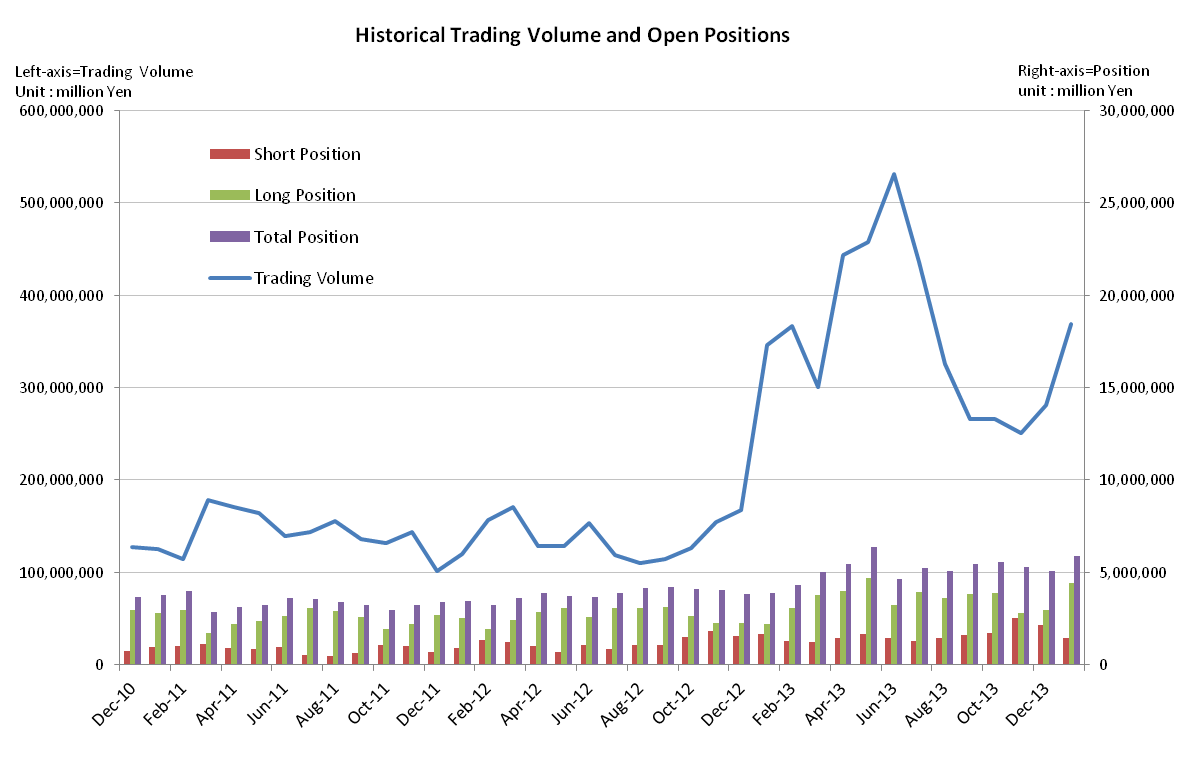 Historical Trading Volume and Open Positions
Left-axis=Trading Volume
Unit : million Yen
Right-axis=Position
unit : million Yen
600,000,000
500,000,000
400,000,000
300,000,000
200,000,000
100,000,000
0
Short Position
Long Position
Total Position
Trading Volume
30,000,000
25,000,000
20,000,000
15,000,000
10,000,000
5,000,000
0
Dec-10
Feb-11
Apr-11
Jun-11
Aug-11
Oct-11
Dec-11
Feb-12
Apr-12
Jun-12
Aug-12
Oct-12
Dec-12
Feb-13
Apr-13
Jun-13
Aug-13
Oct-13
Dec-13